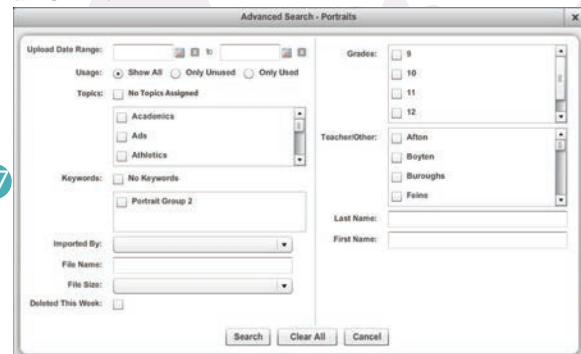 Advanced Search - Portraits
x
Upload Date Range:
to
Usage:
Show All
Only Unused
Only Used
Topics:
No Topics Assigned
Academics
Ads
Athletics
7
Keywords:
No Keywords
Portrait Group 2
Imported By:
File Name:
File Size:
Deleted This Week:
Grades:
9
10
11
12
Teacher/Other:
Afton
Boyten
Buroughs
Feins
Last Name:
First Name:
Search
Clear All
Cancel